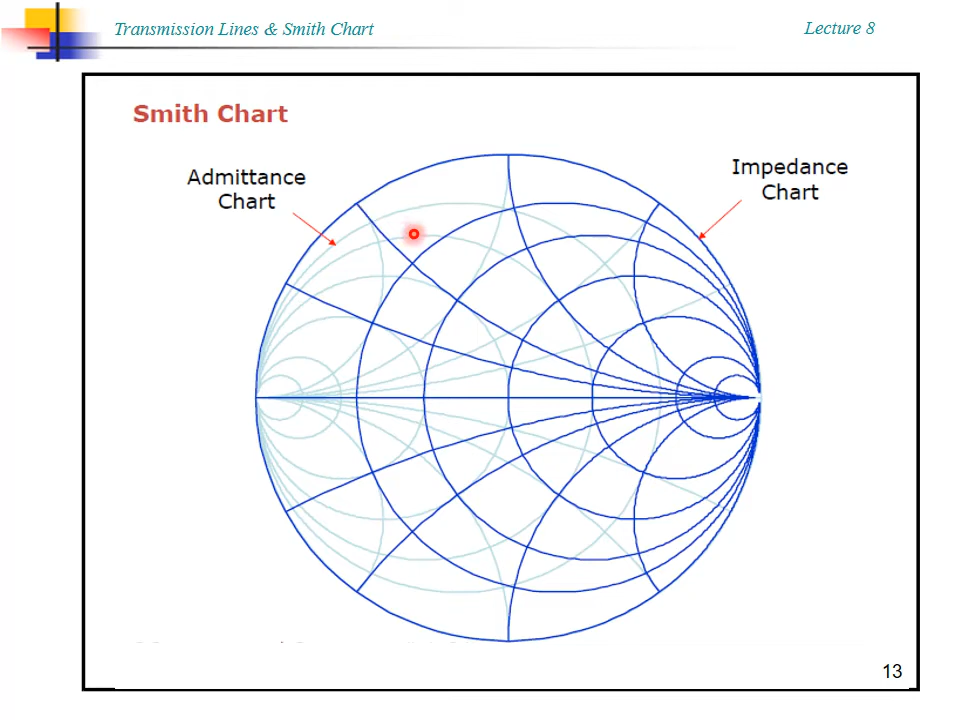 Transmission Lines & Smith Chart
Lecture 8
Smith Chart
Admittance
Chart
Impedance
Chart
13